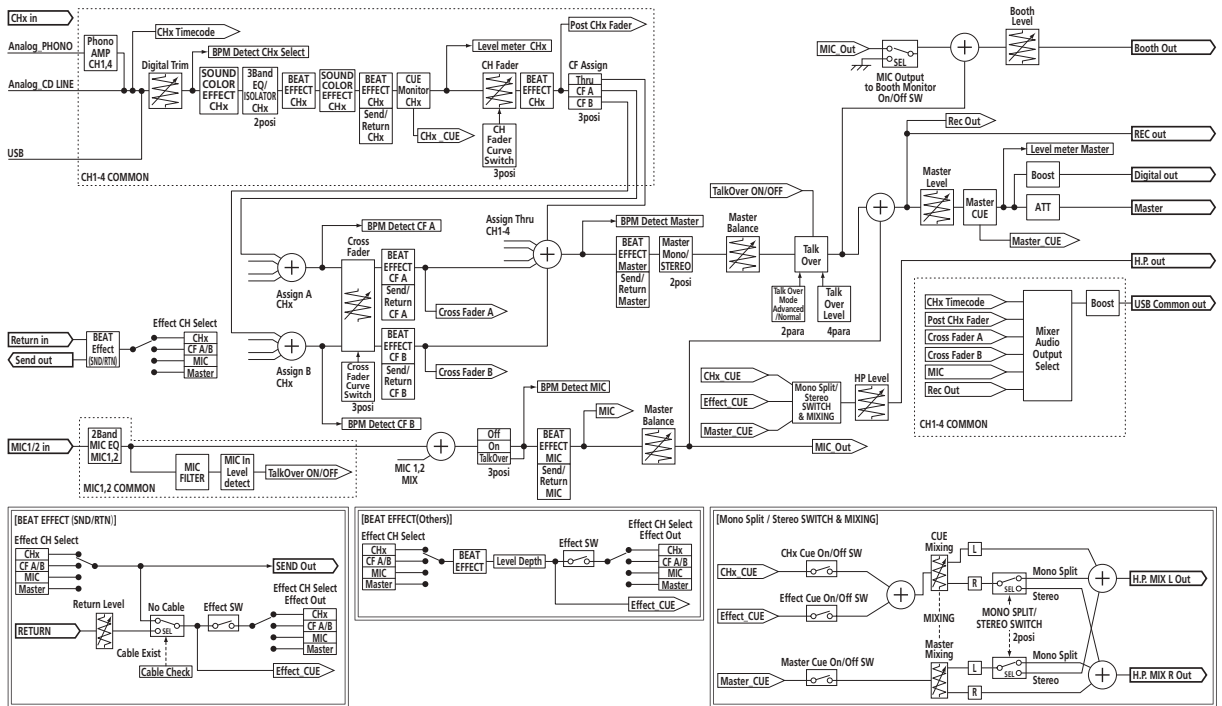 CHx in
Analog_PHONO
Phono
AMP
CH1,4
Analog_CD LINE
USB
CHx Timecode
BPM Detect CHx Select
Digital Trim
SOUND
COLOR
EFFECT
CHx
3Band
EQ/
ISOLATOR
CHx
2posi
BEAT
EFFECT
CHx
SOUND
COLOR
EFFECT
CHx
BEAT
EFFECT
CHx
Send/
Return
CHx
CUE
Monitor
CHx
CHx _CUE
Level meter_CHx
CH Fader
CH
Fader
Curve
Switch
3posi
BEAT
EFFECT
CHx
Post CHx Fader
CF Assign
Thru
CF A
CF B
3posi
CH1-4 COMMON
MIC_Out
SEL
MIC Output
to Booth Monitor
On/Off SW
Booth
Level
Booth Out
Rec Out
REC out
Level meter Master
Master
Level
Master
CUE
Boost
Digital out
ATT
Master
Master_CUE
H.P. out
TalkOver ON/OFF
BPM Detect CF A
Cross
Fader
Assign A
CHx
BEAT
EFFECT
CF A
Send/
Return
CF A
Cross Fader A
Assign Thru
CH1-4
BPM Detect Master
BEAT
EFFECT
Master
Send/
Return
Master
Master
Mono/
STEREO
2posi
Master
Balance
Talk
Over
Talk Over
Mode
Advanced
/Normal
2para
Talk
Over
Level
4para
CHx Timecode
Post CHx Fader
Cross Fader A
Cross Fader B
MIC
Rec Out
Mixer
Audio
Output
Select
Boost
USB Common out
CH1-4 COMMON
Return in
Send out
BEAT
Effect
(SND/RTN)
Effect CH Select
CHx
CF A/B
MIC
Master
Assign B
CHx
Cross
Fader
Curve
Switch
3posi
BEAT
EFFECT
CF B
Send/
Return
CF B
Cross Fader B
BPM Detect CF B
CHx_CUE
Effect_CUE
Master_CUE
Mono Split/
Stereo
SWITCH
& MIXING
HP Level
MIC1/2 in
2Band
MIC EQ
MIC1,2
MIC
FILTER
MIC In
Level
detect
TalkOver ON/OFF
MIC1,2 COMMON
MIC 1,2
MIX
Off
On
TalkOver
3posi
BPM Detect MIC
BEAT
EFFECT
MIC
Send/
Return
MIC
MIC
Master
Balance
MIC_Out
[BEAT EFFECT (SND/RTN)]
Effect CH Select
CHx
CF A/B
MIC
Master
SEND Out
Return Level
RETURN
No Cable
SEL
Cable Exist
Cable Check
Effect SW
Effect CH Select
Effect Out
CHx
CF A/B
MIC
Master
Effect_CUE
[BEAT EFFECT(Others)]
Effect CH Select
CHx
CF A/B
MIC
Master
BEAT
EFFECT
Level Depth
Effect SW
Effect CH Select
Effect Out
CHx
CF A/B
MIC
Master
Effect_CUE
[Mono Split / Stereo SWITCH & MIXING]
CHx Cue On/Off SW
CHx_CUE
Effect Cue On/Off SW
Effect_CUE
Master Cue On/Off SW
Master_CUE
CUE
Mixing
MIXING
Master
Mixing
L
R
SEL
Mono Split
Stereo
MONO SPLIT/
STEREO SWITCH
2posi
L
R
SEL
Mono Split
Stereo
H.P. MIX L Out
H.P. MIX R Out